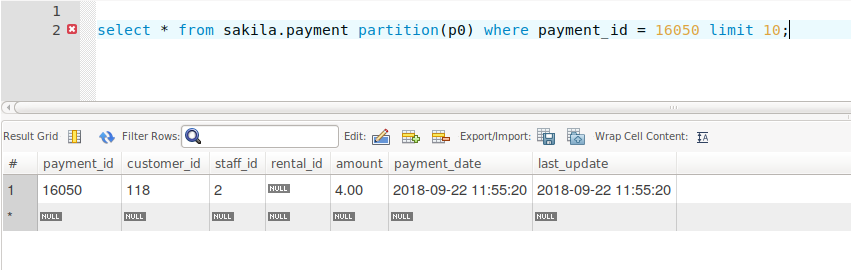 1
2 select * from sakila.payment partition(p0) where payment_id = 16050 limit 10;
Result Grid Filter Rows: Edit: Export/Import: Wrap Cell Content: IA
# payment_id customer_id staff_id rental_id amount payment_date last_update
1 16050 118 2 NULL 4.00 2018-09-22 11:55:20 2018-09-22 11:55:20
* NULL NULL NULL NULL NULL NULL NULL